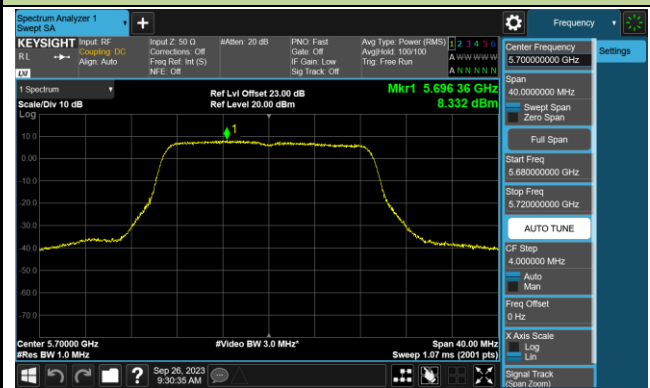 Spectrum Analyzer 1
Swept SA
Frequency
KEYSIGHT
Input: RF
Input Z: 50 Ω
#Atten: 20 dB
PNO: Fast
Avg Type: Power (RMS)
1 2 3 4 5 6
RL
Coupling: DC
Corrections: Off
Gate: Off
Avg|Hold: 100/100
A W W W W W
Align: Auto
Freq Ref: Int (S)
IF Gain: Low
Trig: Free Run
NFE: Off
Sig Track: Off
A N N N N N
LXI
Center Frequency
Settings
5.700000000 GHz
1 Spectrum
Ref Lvl Offset 23.00 dB
Mkr1 5.696 36 GHz
Scale/Div 10 dB
Ref Level 20.00 dBm
8.332 dBm
Log
Span
40.0000000 MHz
Swept Span
Zero Span
Full Span
Start Freq
5.680000000 GHz
Stop Freq
5.720000000 GHz
AUTO TUNE
CF Step
4.000000 MHz
Auto
Man
Freq Offset
0 Hz
X Axis Scale
Log
Lin
Signal Track
(Span Zoom)
1
10.0
0.00
-10.0
-20.0
-30.0
-40.0
-50.0
-60.0
-70.0
Center 5.70000 GHz
#Video BW 3.0 MHz*
Span 40.00 MHz
#Res BW 1.0 MHz
Sweep 1.07 ms (2001 pts)
?
Sep 26, 2023
9:30:35 AM